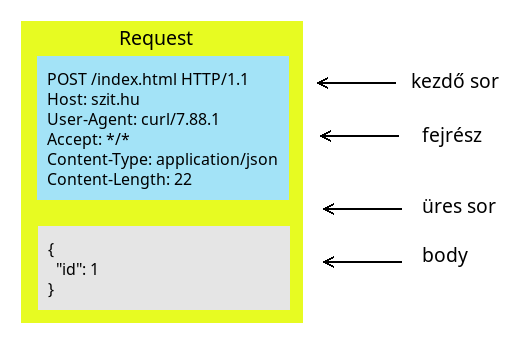 Request
POST /index.html HTTP/1.1
Host: szit.hu
User-Agent: curl/7.88.1
Accept: */*
Content-Type: application/json
Content-Length: 22
{
  "id": 1
}
kezdő sor
fejrész
üres sor
body